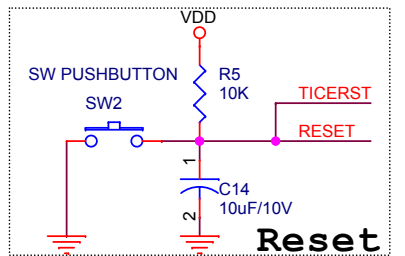 VDD
SW PUSHBUTTON
R5
10K
TICERST
SW2
RESET
1
C14
10uF/10V
2
Reset